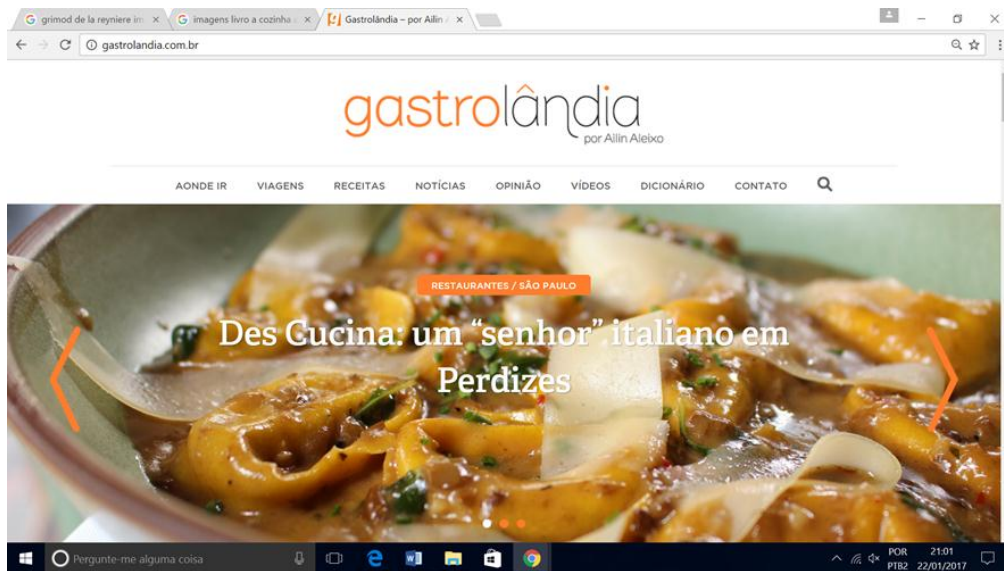 grimod de la reyniere im
imagens livro a cozinha
Gastrolândia – por Ailin
gastrolandia.com.br
gastrolândia
por Ailin Aleixo
AONDE IR VIAGENS RECEITAS NOTÍCIAS OPINIÃO VÍDEOS DICIONÁRIO CONTATO
RESTAURANTES / SÃO PAULO
Des Cucina: um “senhor” italiano em
Perdizes
Pergunte-me alguma coisa
POR 21:01
PTB2 22/01/2017